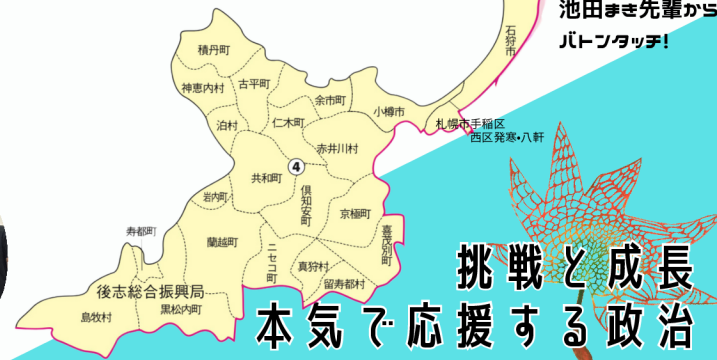 池田まき先輩から
バトンタッチ!
石狩市
積丹町
古平町
神恵内村
余市町
小樽市
泊村
仁木町
札幌市手稲区
西区発寒・八軒
赤井川村
④
共和町
倶知安町
岩内町
京極町
寿都町
蘭越町
ニセコ町
喜茂別町
真狩村
留寿都村
後志総合振興局
島牧村
黒松内町
挑戦と成長
本気で応援する政治